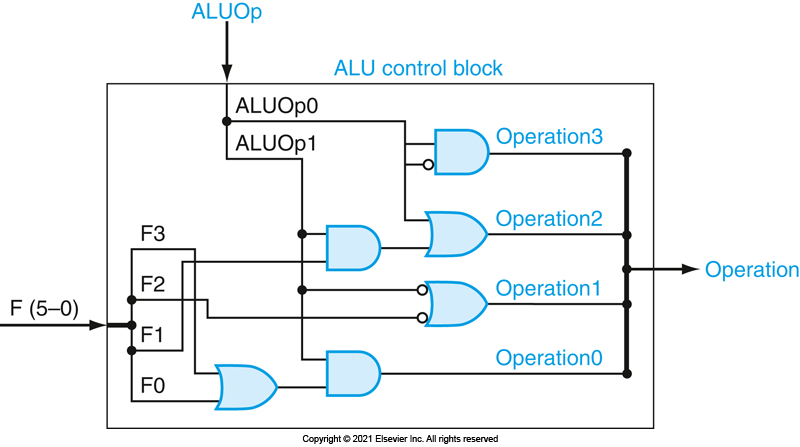 ALUOp
ALU control block
ALUOp0
ALUOp1
Operation3
Operation2
F3
Operation
F2
Operation1
F (5–0)
F1
Operation0
F0
Copyright © 2021 Elsevier Inc. All rights reserved